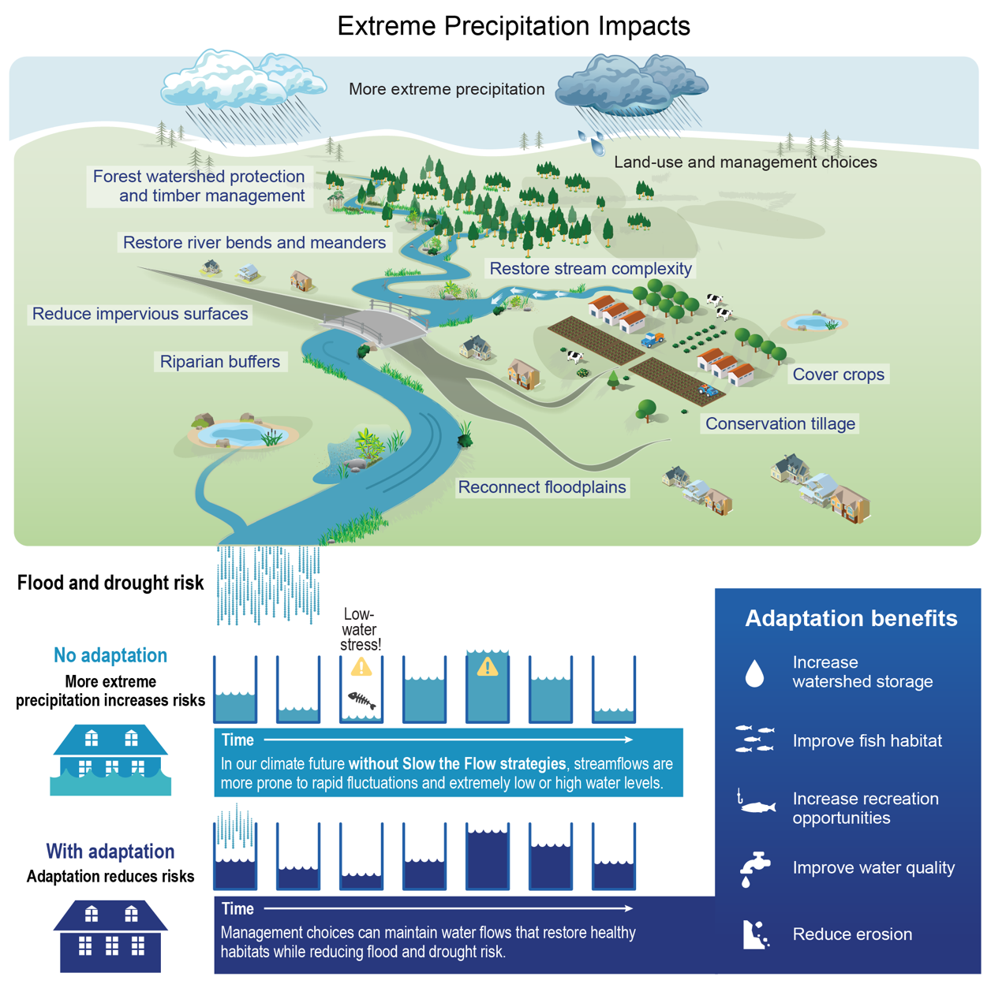 Extreme Precipitation Impacts
More extreme precipitation
Land-use and management choices
Forest watershed protection
and timber management
Restore river bends and meanders
Restore stream complexity
Reduce impervious surfaces
Riparian buffers
Cover crops
Conservation tillage
Reconnect floodplains
Flood and drought risk
Low-
water
stress!
No adaptation
More extreme
precipitation increases risks
Time
In our climate future without Slow the Flow strategies, streamflows are
more prone to rapid fluctuations and extremely low or high water levels.
With adaptation
Adaptation reduces risks
Time
Management choices can maintain water flows that restore healthy
habitats while reducing flood and drought risk.
Adaptation benefits
Increase
watershed storage
Improve fish habitat
Increase recreation
opportunities
Improve water quality
Reduce erosion